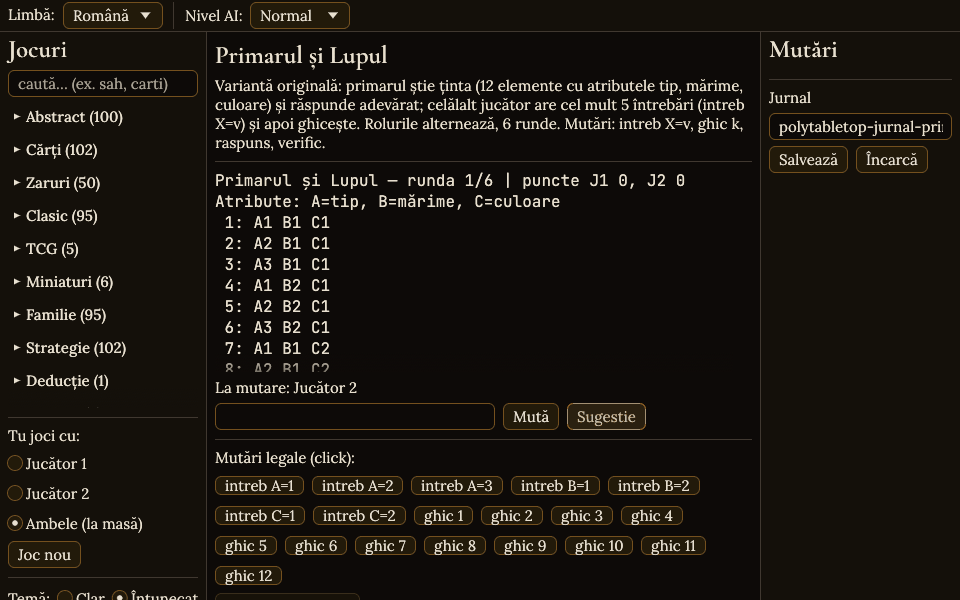 Limbă: Română ▼ Nivel AI: Normal ▼
Jocuri
caută... (ex. sah, carti)
▸ Abstract (100)
▸ Cărți (102)
▸ Zaruri (50)
▸ Clasic (95)
▸ TCG (5)
▸ Miniaturi (6)
▸ Familie (95)
▸ Strategie (102)
▸ Deducție (1)
Tu joci cu:
Jucător 1
Jucător 2
Ambele (la masă)
Joc nou
Temă: Clar Întunecat
Primarul și Lupul
Variantă originală: primarul știe ținta (12 elemente cu atributele tip, mărime,
culoare) și răspunde adevărat; celălalt jucător are cel mult 5 întrebări (intreb
X=v) și apoi ghicește. Rolurile alternează, 6 runde. Mutări: intreb X=v, ghic k,
raspuns, verific.
Primarul și Lupul — runda 1/6 | puncte J1 0, J2 0
Atribute: A=tip, B=mărime, C=culoare
1: A1 B1 C1
2: A2 B1 C1
3: A3 B1 C1
4: A1 B2 C1
5: A2 B2 C1
6: A3 B2 C1
7: A1 B1 C2
8: A2 B1 C2
La mutare: Jucător 2
Mută Sugestie
Mutări legale (click):
intreb A=1 intreb A=2 intreb A=3 intreb B=1 intreb B=2
intreb C=1 intreb C=2 ghic 1 ghic 2 ghic 3 ghic 4
ghic 5 ghic 6 ghic 7 ghic 8 ghic 9 ghic 10 ghic 11
ghic 12
Mutări
Jurnal
polytabletop-jurnal-pri
Salvează Încarcă